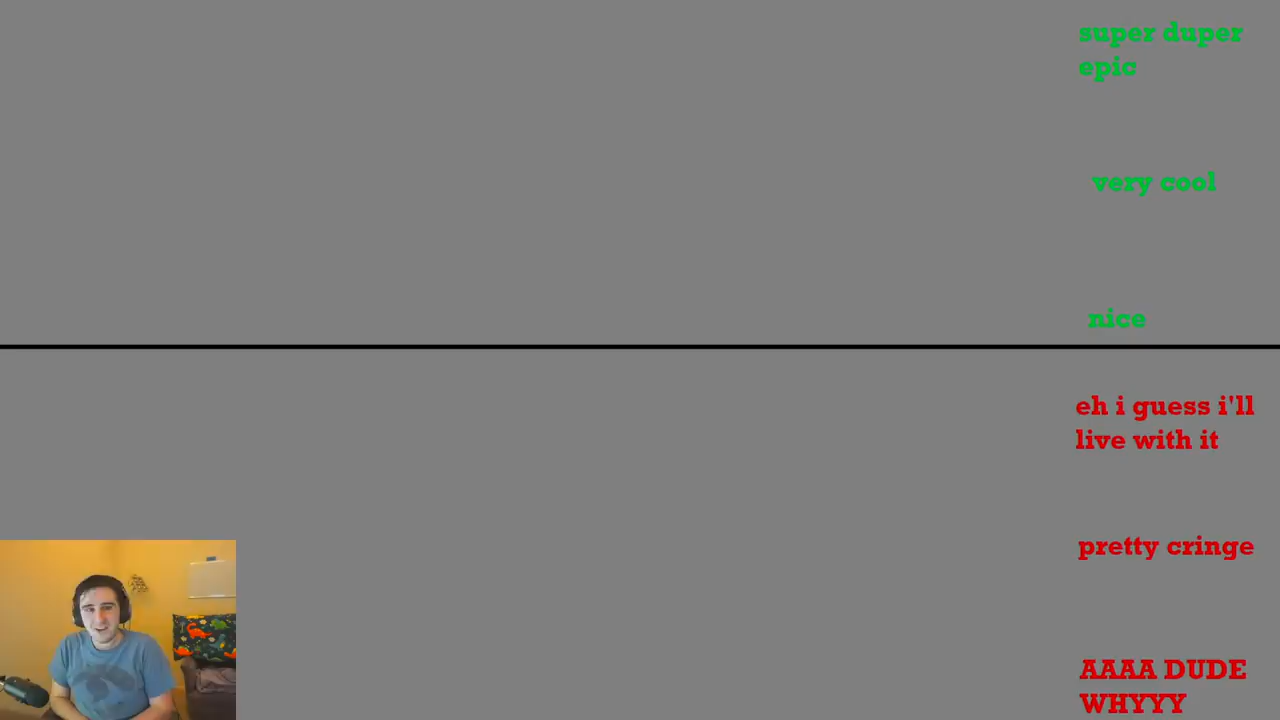 super duper
epic
very cool
nice
eh i guess i'll
live with it
pretty cringe
AAAA DUDE
WHYYY